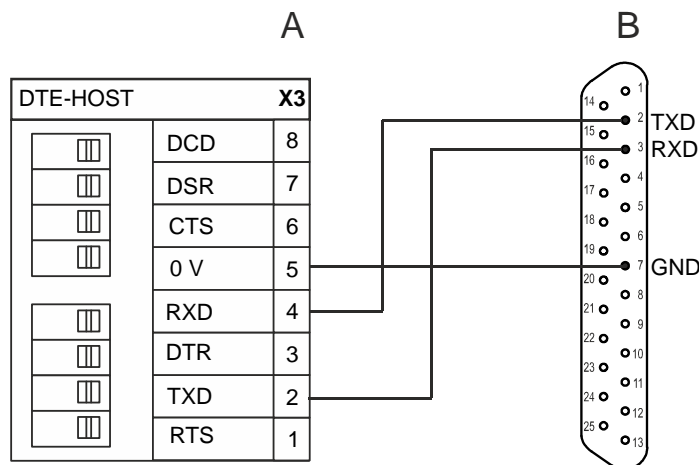 A
B
DTE-HOST X3
DCD 8
DSR 7
CTS 6
0 V 5
RXD 4
DTR 3
TXD 2
RTS 1
1
14
2 TXD
15
3 RXD
16
4
17
5
18
6
19
7 GND
20
8
21
9
22
10
23
11
24
12
25
13